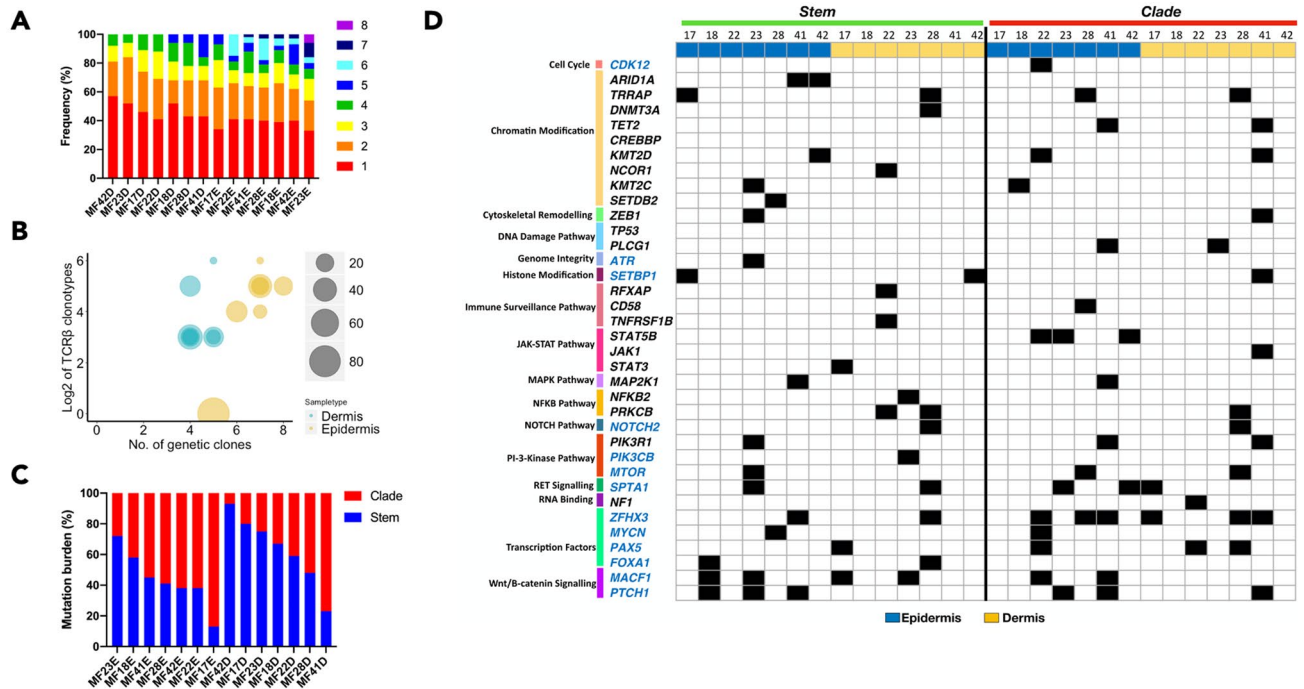 A
Frequency (%)
100
80
60
40
20
0
MF42D
MF23D
MF17D
MF22D
MF18D
MF28D
MF41D
MF17E
MF22E
MF41E
MF28E
MF18E
MF42E
MF23E
8
7
6
5
4
3
2
1
B
Log2 of TCRβ clonotypes
6
4
2
0
0 2 4 6 8
No. of genetic clones
20
40
60
80
Sampletype
Dermis
Epidermis
C
Mutation burden (%)
100
80
60
40
20
0
MF23E
MF18E
MF41E
MF28E
MF42E
MF22E
MF17E
MF42D
MF17D
MF23D
MF18D
MF22D
MF28D
MF41D
Clade
Stem
D
Stem Clade
17 18 22 23 28 41 42 17 18 22 23 28 41 42 17 18 22 23 28 41 42 17 18 22 23 28 41 42
Cell Cycle CDK12
ARID1A
TRRAP
DNMT3A
Chromatin Modification TET2
CREBBP
KMT2D
NCOR1
KMT2C
SETDB2
Cytoskeletal Remodelling ZEB1
DNA Damage Pathway TP53
PLCG1
Genome Integrity ATR
Histone Modification SETBP1
RFXAP
Immune Surveillance Pathway CD58
TNFRSF1B
STAT5B
JAK-STAT Pathway JAK1
STAT3
MAPK Pathway MAP2K1
NFKB Pathway NFKB2
PRKCB
NOTCH Pathway NOTCH2
PIK3R1
PI-3-Kinase Pathway PIK3CB
MTOR
RET Signalling SPTA1
RNA Binding NF1
ZFHX3
MYCN
Transcription Factors PAX5
FOXA1
Wnt/B-catenin Signalling MACF1
PTCH1
Epidermis Dermis